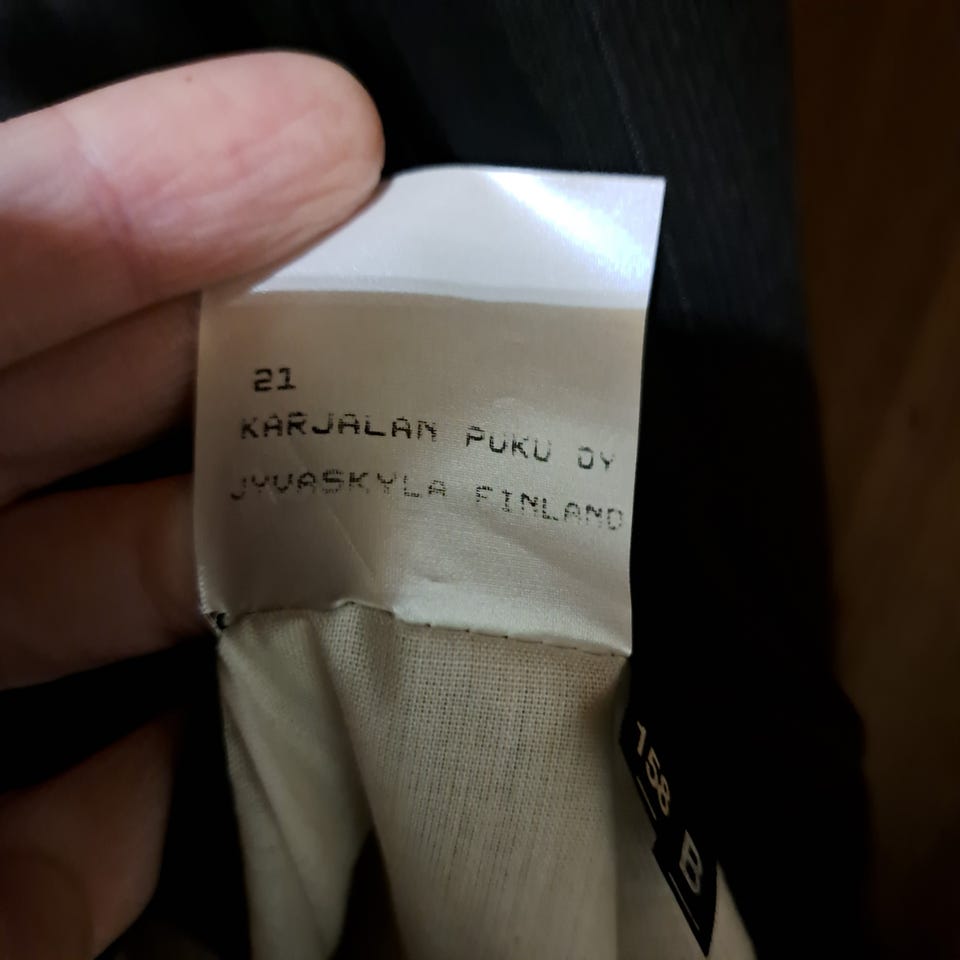 21
KARJALAN PUKU OY
JYVASKYLA FINLAND
158
B